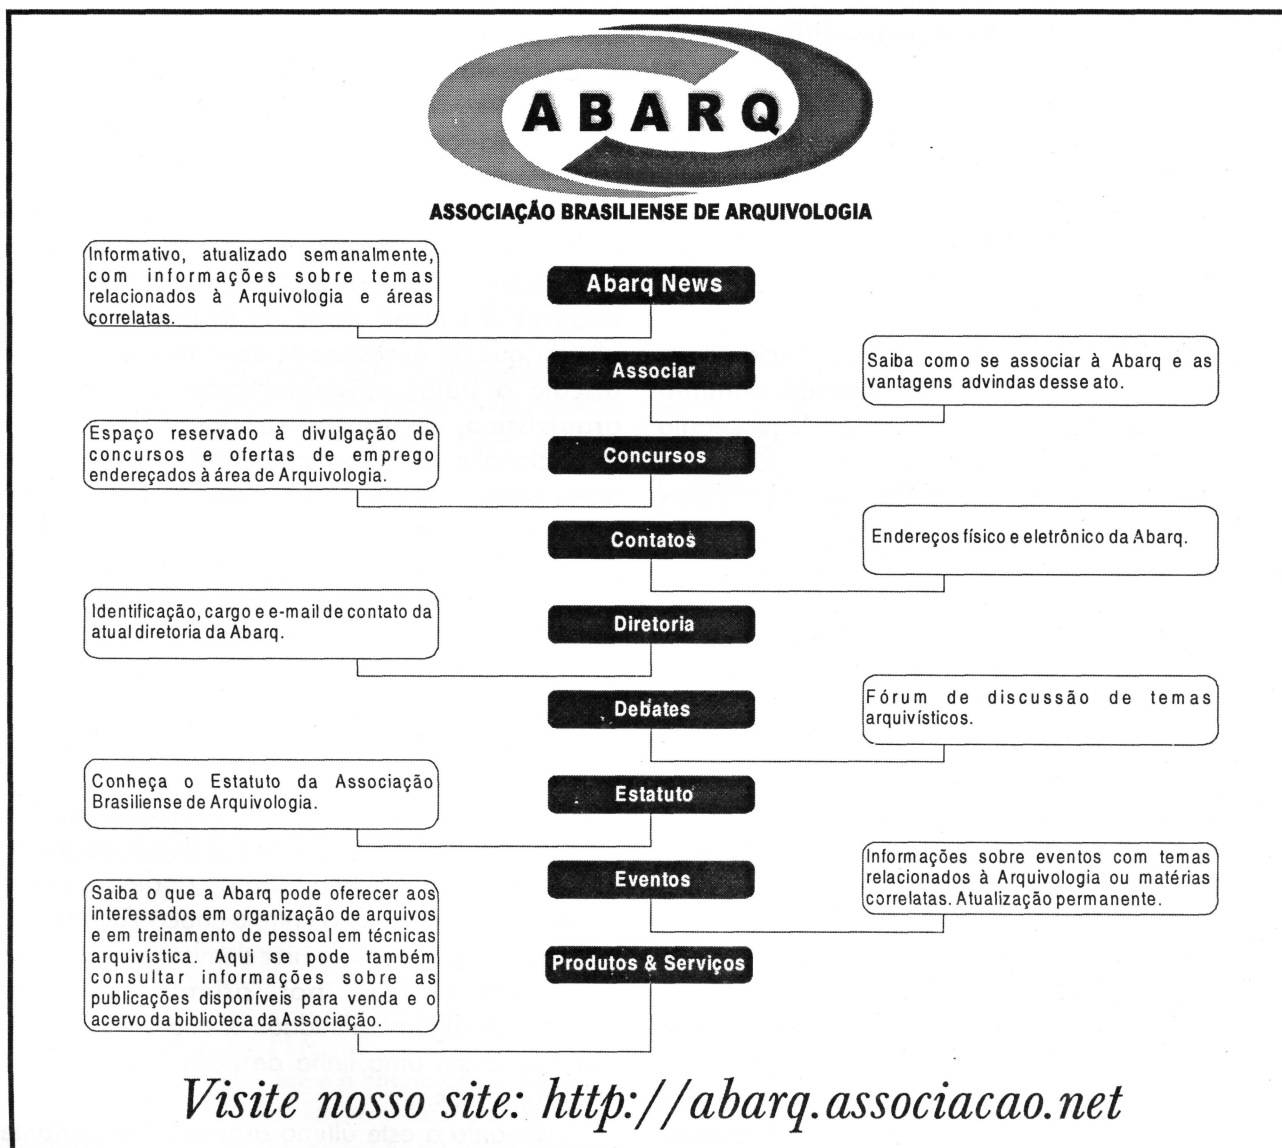 ABARQ
ASSOCIAÇÃO BRASILIENSE DE ARQUIVOLOGIA
Informativo, atualizado semanalmente,
com informações sobre temas
relacionados à Arquivologia e áreas
correlatas.
Abarq News
Associar
Saiba como se associar à Abarq e as
vantagens advindas desse ato.
Espaço reservado à divulgação de
concursos e ofertas de emprego
endereçados à área de Arquivologia.
Concursos
Contatos
Endereços físico e eletrônico da Abarq.
Identificação, cargo e e-mail de contato da
atual diretoria da Abarq.
Diretoria
Debates
Fórum de discussão de temas
arquivísticos.
Conheça o Estatuto da Associação
Brasiliense de Arquivologia.
Estatuto
Eventos
Informações sobre eventos com temas
relacionados à Arquivologia ou matérias
correlatas. Atualização permanente.
Saiba o que a Abarq pode oferecer aos
interessados em organização de arquivos
e em treinamento de pessoal em técnicas
arquivística. Aqui se pode também
consultar informações sobre as
publicações disponíveis para venda e o
acervo da biblioteca da Associação.
Produtos & Serviços
Visite nosso site: http://abarq.associacao.net